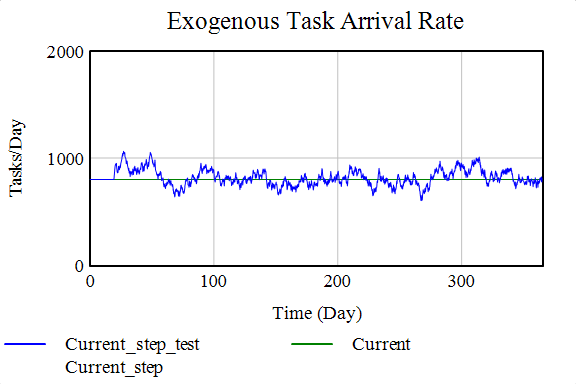 Exogenous Task Arrival Rate
2000
1000
0
Tasks/Day
0 100 200 300
Time (Day)
Current_step_test Current
Current_step